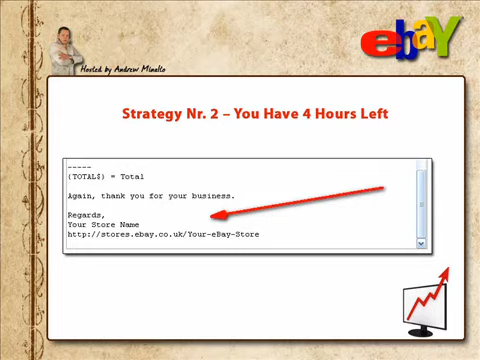 ebay
Hosted by Andrew Minalto
Strategy Nr. 2 – You Have 4 Hours Left
-----
(TOTAL$) = Total
Again, thank you for your business.
Regards,
Your Store Name
http://stores.ebay.co.uk/Your-eBay-Store